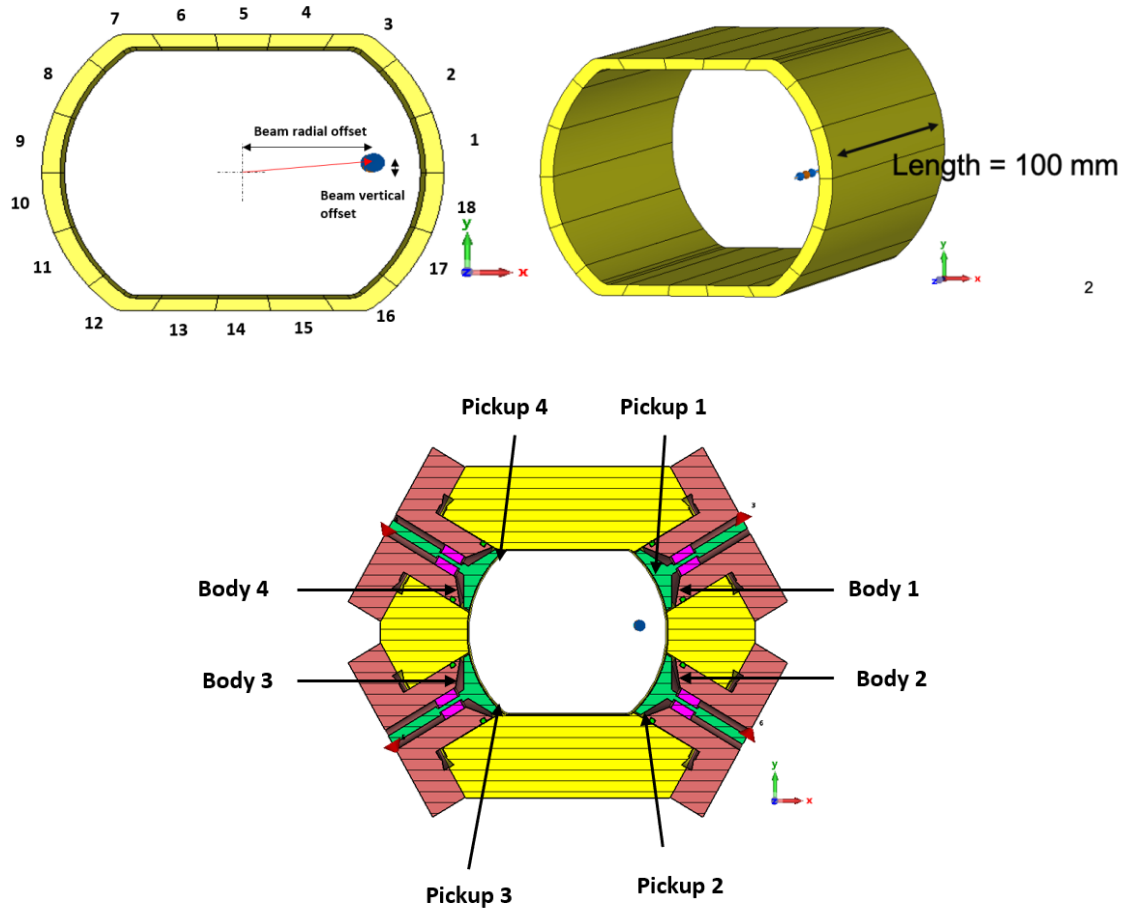 7
6
5
4
3
8
2
9
1
Beam radial offset
Beam vertical
offset
10
18
11
17
12
13
14
15
16
y
x
z
Length = 100 mm
y
x
z
2
Pickup 4
Pickup 1
3
Body 4
Body 1
Body 3
Body 2
6
y
x
z
Pickup 3
Pickup 2